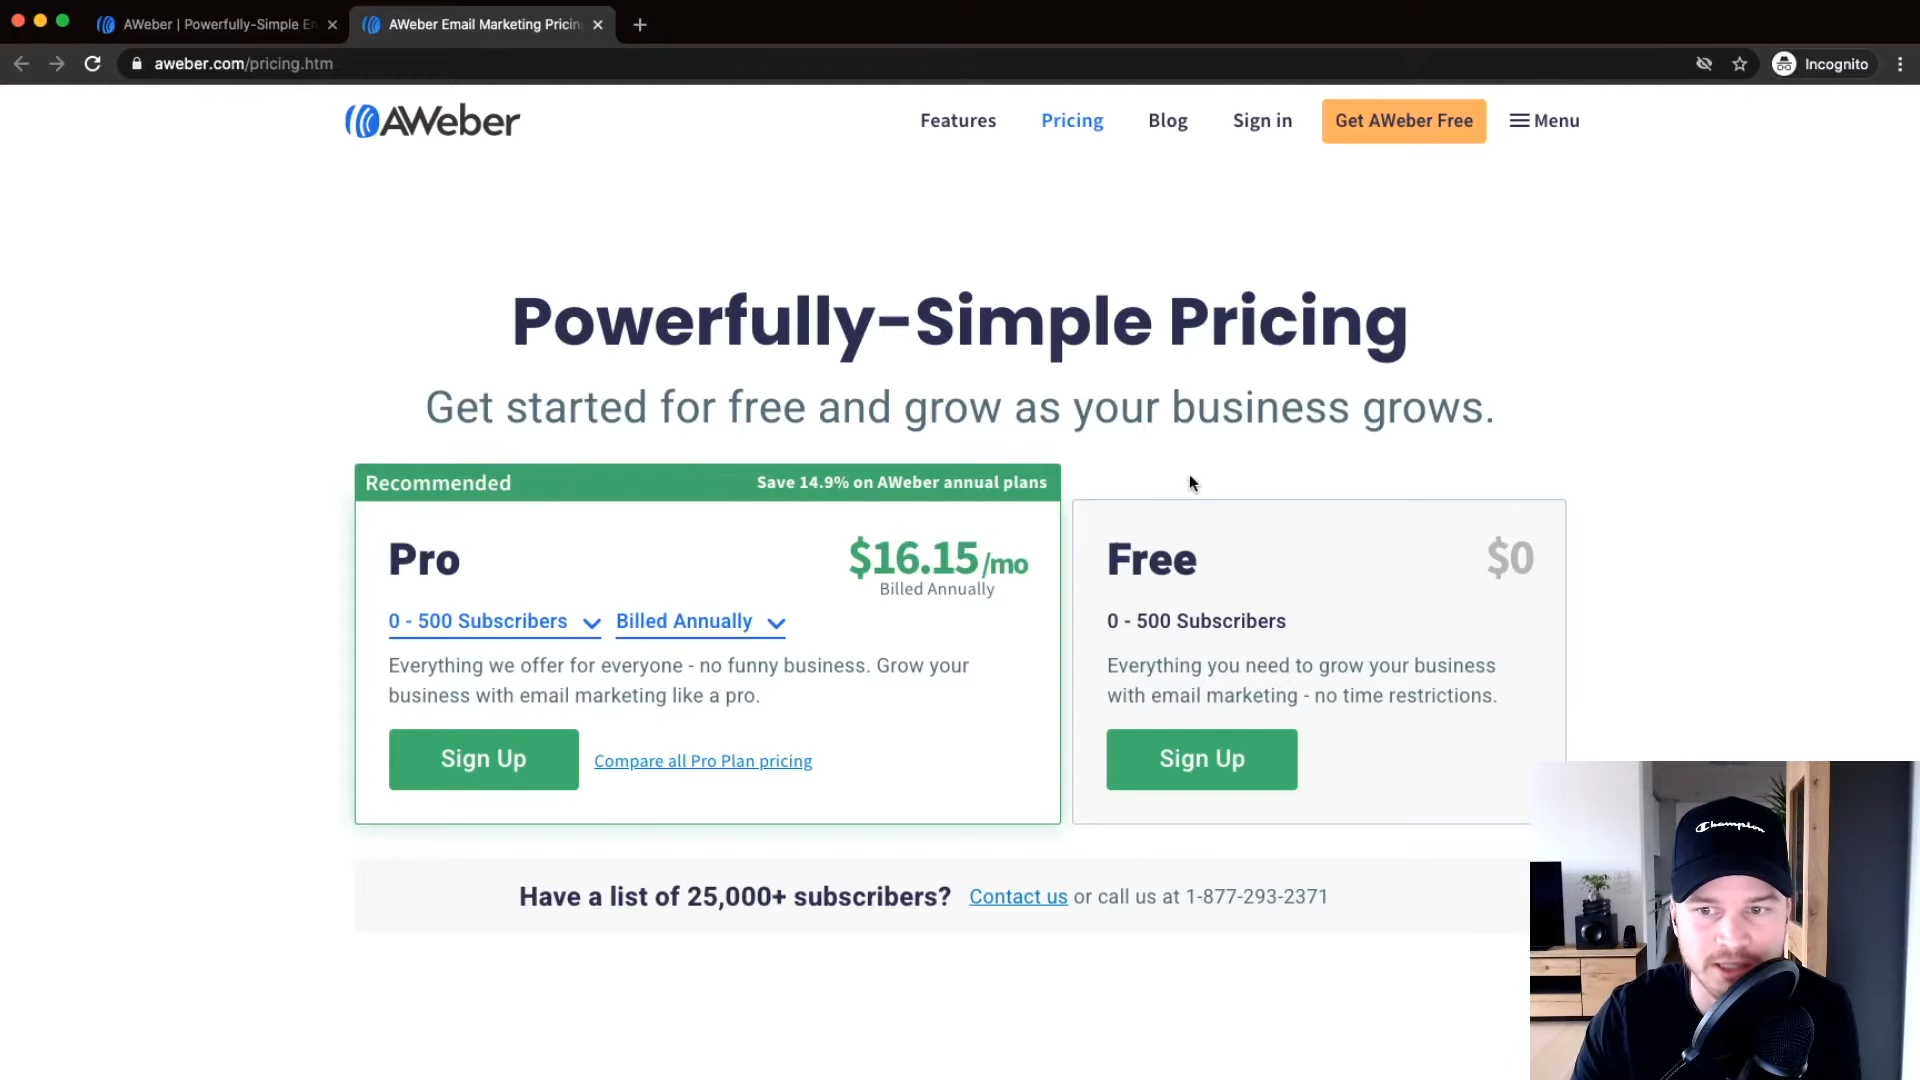 AWeber | Powerfully-Simple E
AWeber Email Marketing Pricin
aweber.com/pricing.htm
Incognito
AWeber
Features
Pricing
Blog
Sign in
Get AWeber Free
Menu
Powerfully-Simple Pricing
Get started for free and grow as your business grows.
Recommended
Save 14.9% on AWeber annual plans
Pro
$16.15/mo
Billed Annually
0 - 500 Subscribers
Billed Annually
Everything we offer for everyone - no funny business. Grow your
business with email marketing like a pro.
Sign Up
Compare all Pro Plan pricing
Free
$0
0 - 500 Subscribers
Everything you need to grow your business
with email marketing - no time restrictions.
Sign Up
Have a list of 25,000+ subscribers? Contact us or call us at 1-877-293-2371
Champion